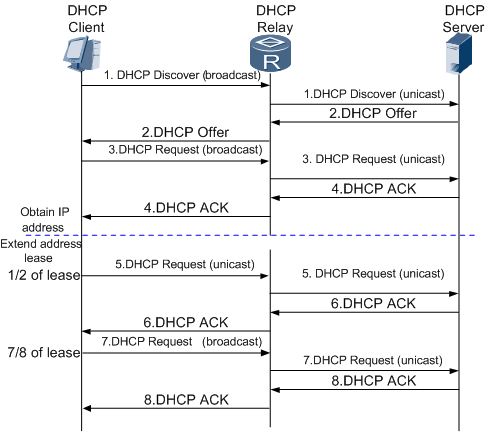 DHCP Client
DHCP Relay
DHCP Server
R
1. DHCP Discover (broadcast)
1.DHCP Discover (unicast)
2.DHCP Offer
2.DHCP Offer
3.DHCP Request (broadcast)
3. DHCP Request (unicast)
4.DHCP ACK
4.DHCP ACK
Obtain IP address
Extend address lease
1/2 of lease
5.DHCP Request (unicast)
5. DHCP Request (unicast)
6.DHCP ACK
6.DHCP ACK
7/8 of lease
7.DHCP Request (broadcast)
7.DHCP Request (unicast)
8.DHCP ACK
8.DHCP ACK